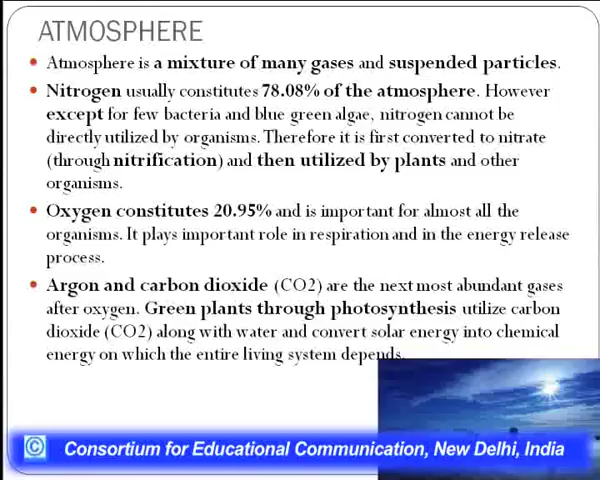 ATMOSPHERE
• Atmosphere is a mixture of many gases and suspended particles.
• Nitrogen usually constitutes 78.08% of the atmosphere. However
except for few bacteria and blue green algae, nitrogen cannot be
directly utilized by organisms. Therefore it is first converted to nitrate
(through nitrification) and then utilized by plants and other
organisms.
• Oxygen constitutes 20.95% and is important for almost all the
organisms. It plays important role in respiration and in the energy release
process.
• Argon and carbon dioxide (CO2) are the next most abundant gases
after oxygen. Green plants through photosynthesis utilize carbon
dioxide (CO2) along with water and convert solar energy into chemical
energy on which the entire living system depends.
© Consortium for Educational Communication, New Delhi, India